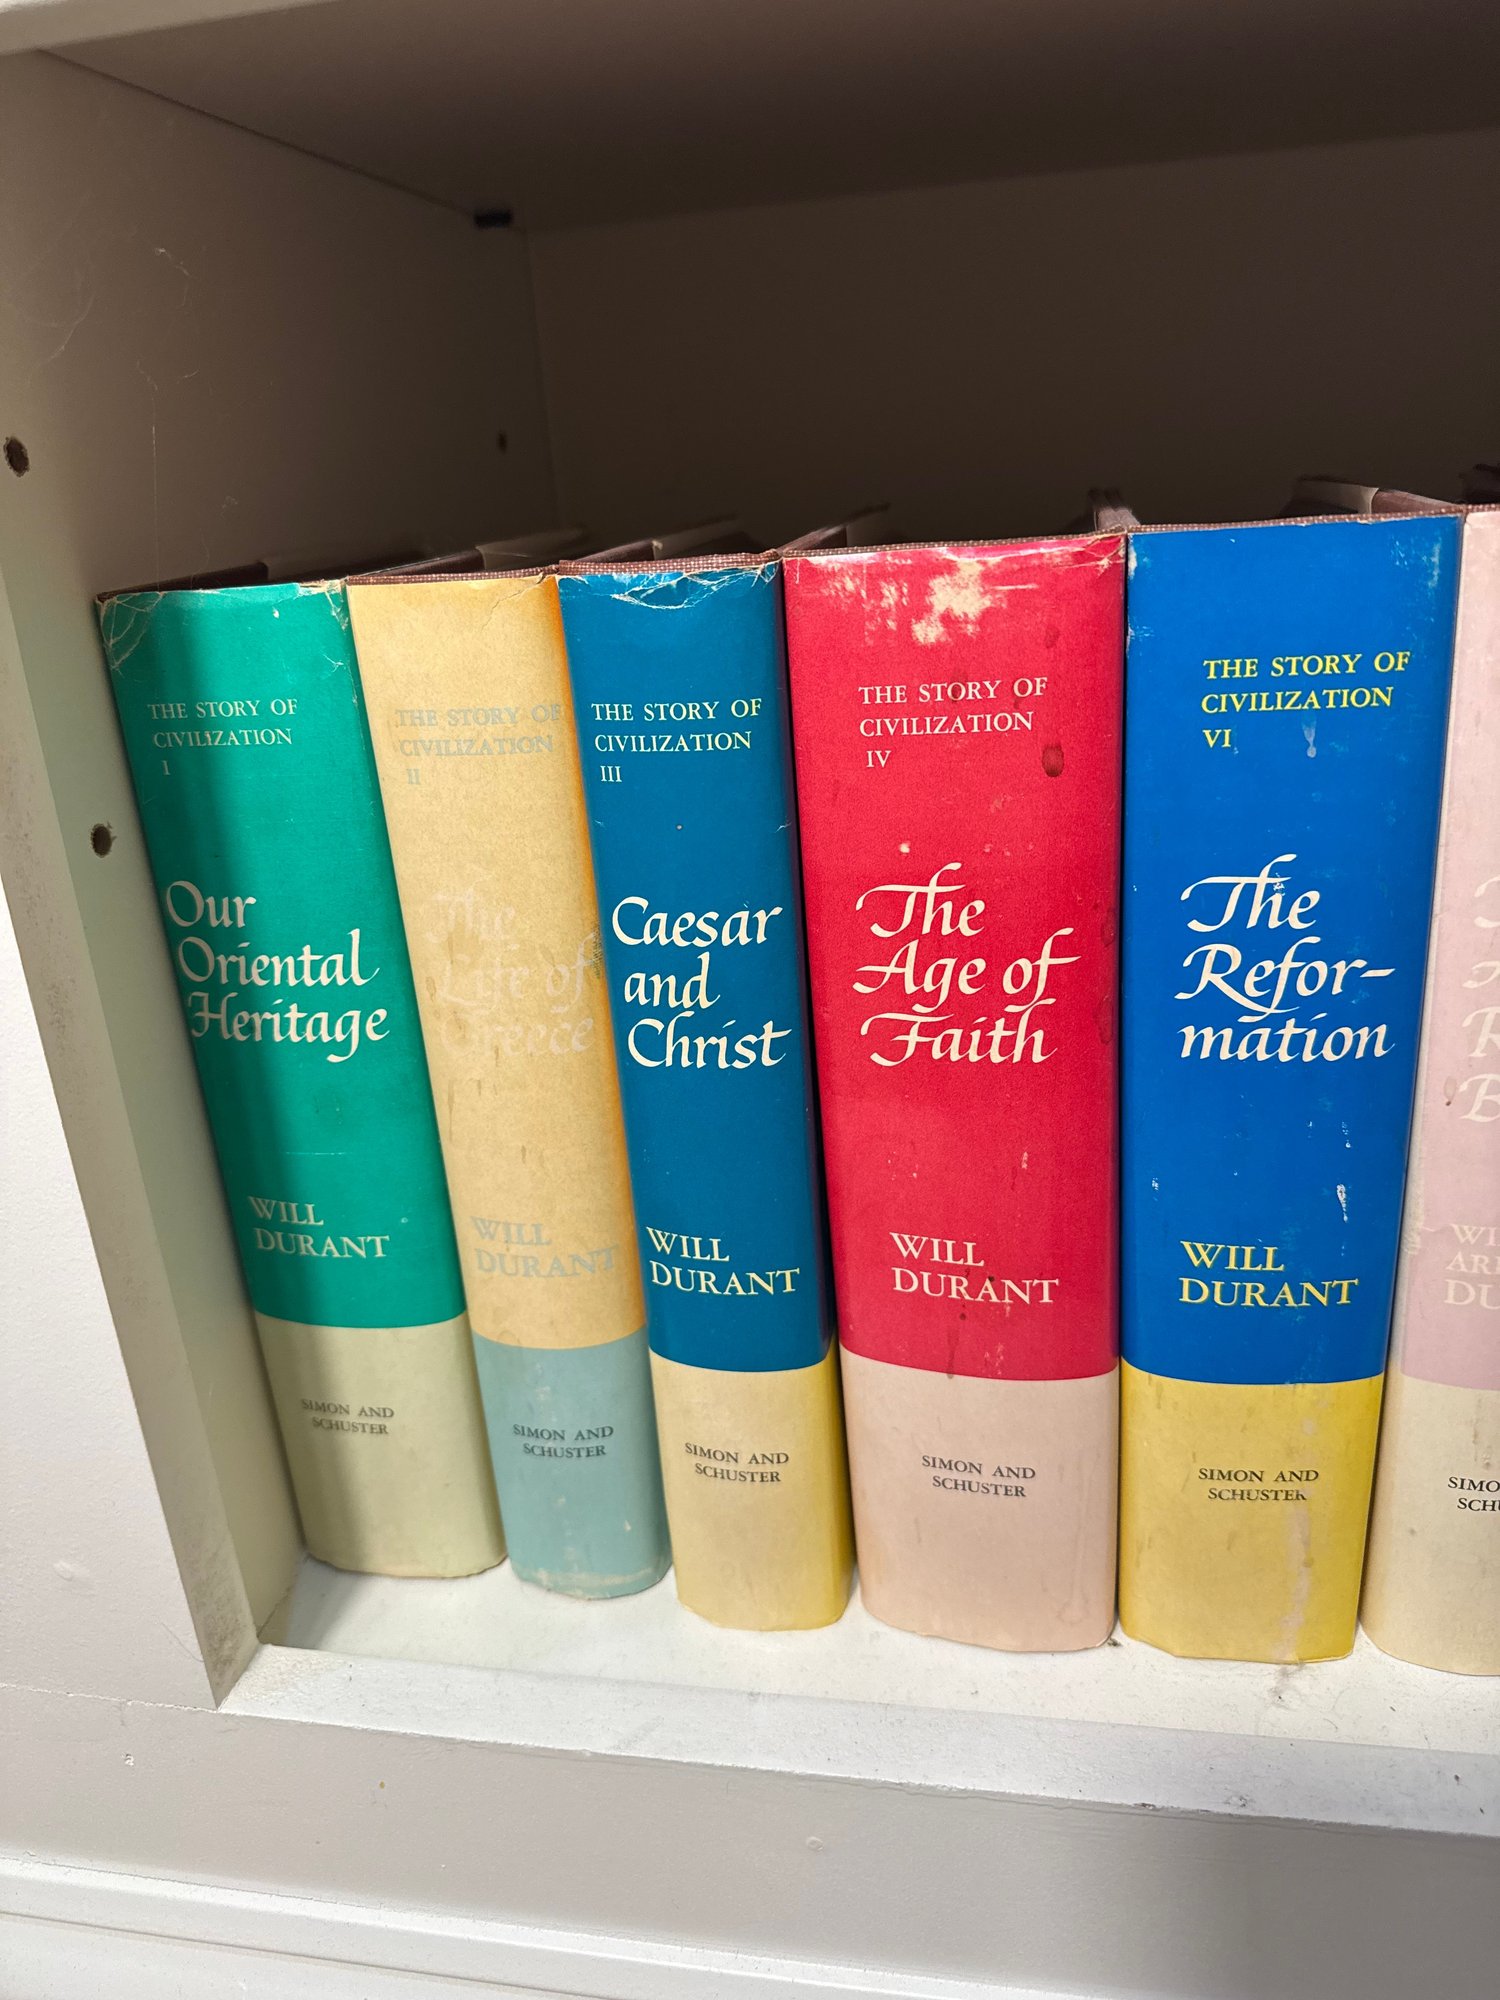 THE STORY OF
CIVILIZATION
I
Our
Oriental
Heritage
WILL
DURANT
SIMON AND
SCHUSTER
THE STORY OF
CIVILIZATION
II
The
Life of
Greece
WILL
DURANT
SIMON AND
SCHUSTER
THE STORY OF
CIVILIZATION
III
Caesar
and
Christ
WILL
DURANT
SIMON AND
SCHUSTER
THE STORY OF
CIVILIZATION
IV
The
Age of
Faith
WILL
DURANT
SIMON AND
SCHUSTER
THE STORY OF
CIVILIZATION
VI
The
Refor-
mation
WILL
DURANT
SIMON AND
SCHUSTER